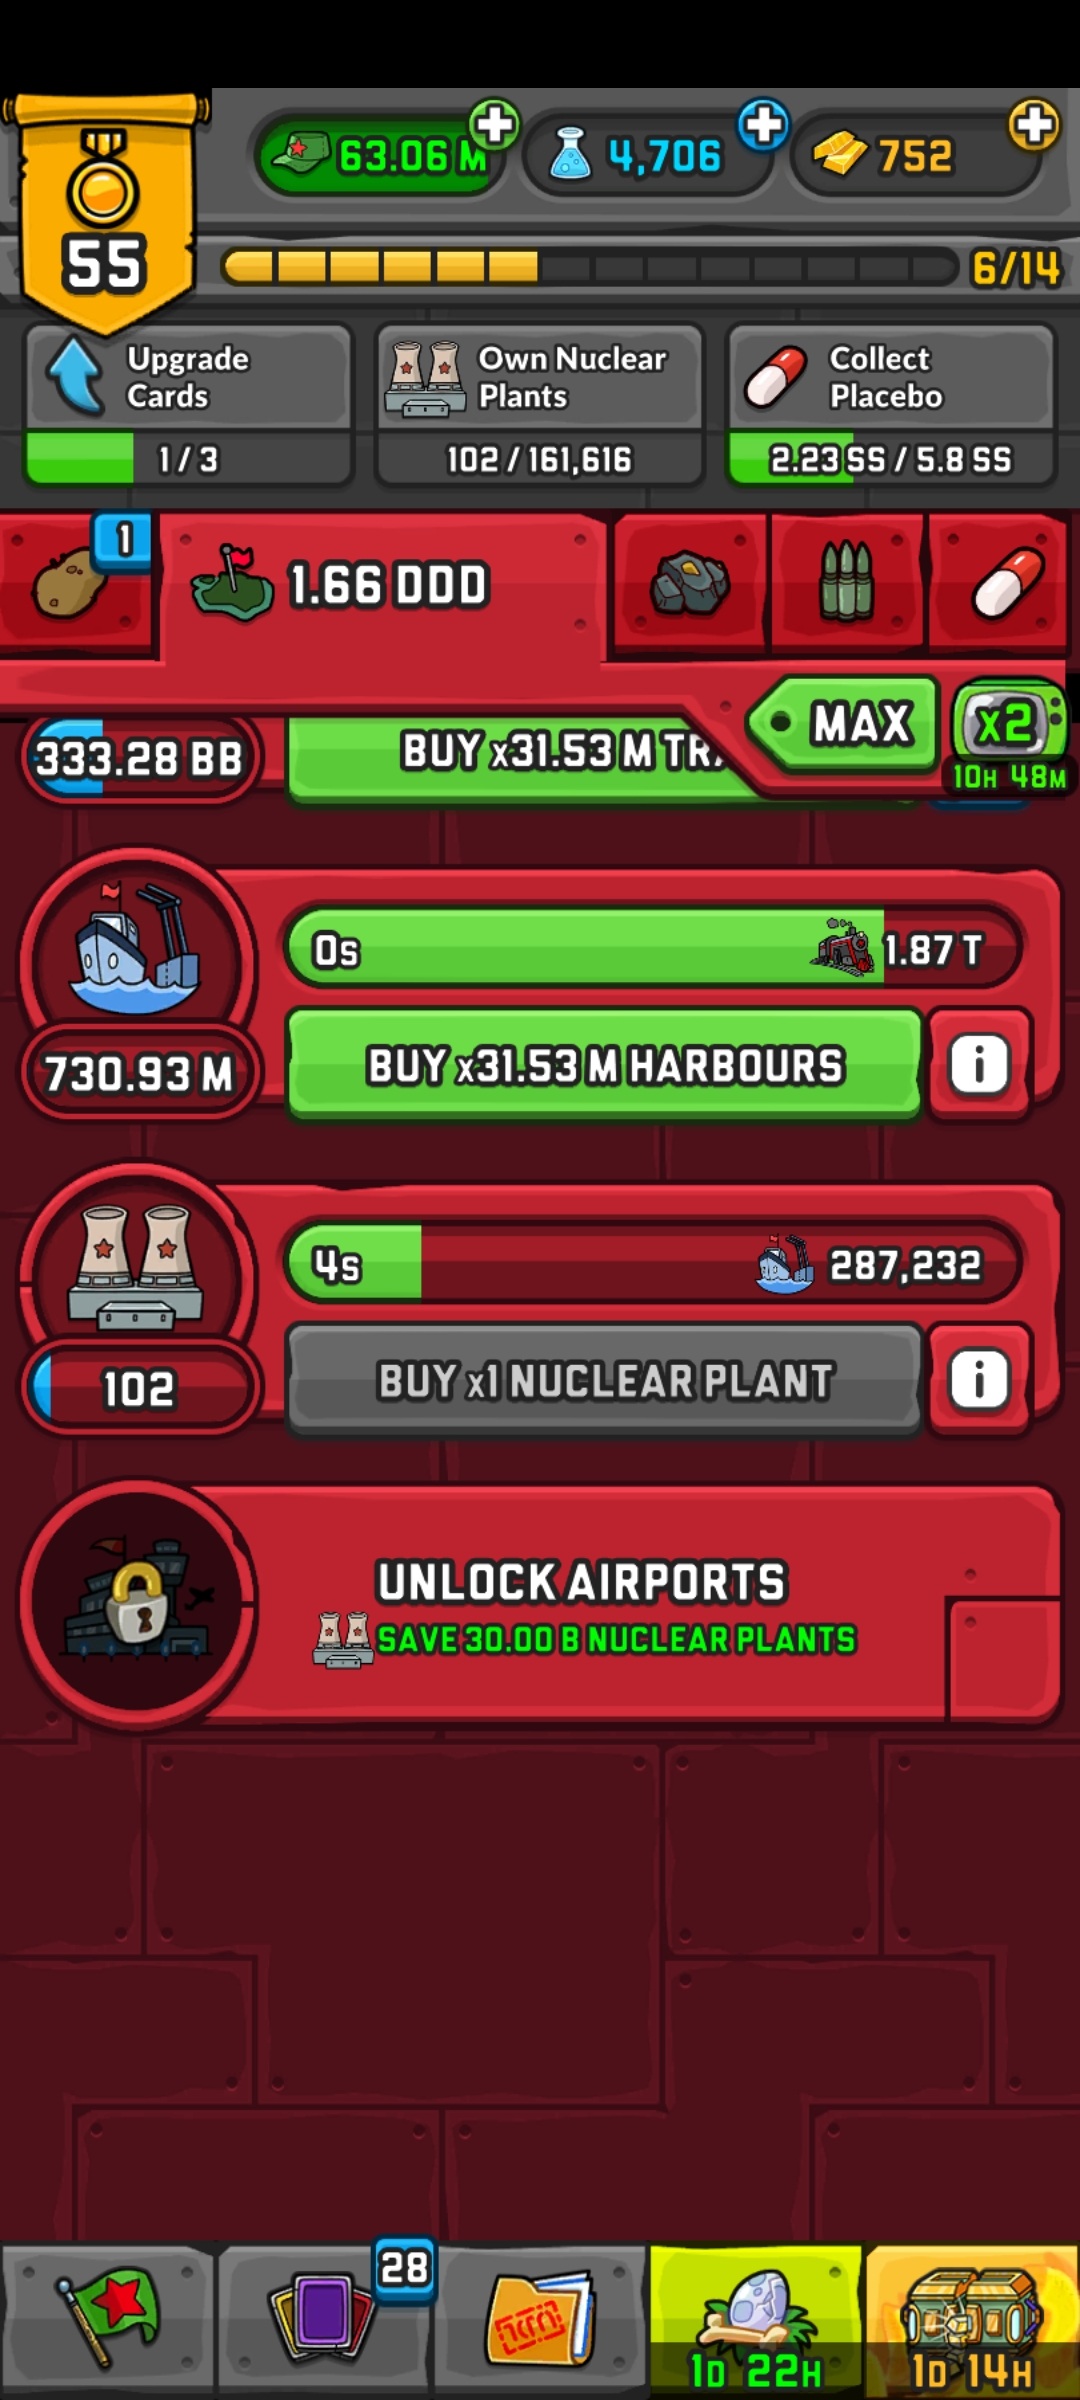 63.06 M
4,706
752
55
6/14
Upgrade
Cards
1 / 3
Own Nuclear
Plants
102 / 161,616
Collect
Placebo
2.23 SS / 5.8 SS
1
1.66 DDD
MAX
x2
10H 48M
333.28 BB
BUY x31.53 M
0s
1.87 T
730.93 M
BUY x31.53 M HARBOURS
i
4s
287,232
102
BUY x1 NUCLEAR PLANT
i
UNLOCK AIRPORTS
SAVE 30.00 B NUCLEAR PLANTS
28
1D 22H
1D 14H